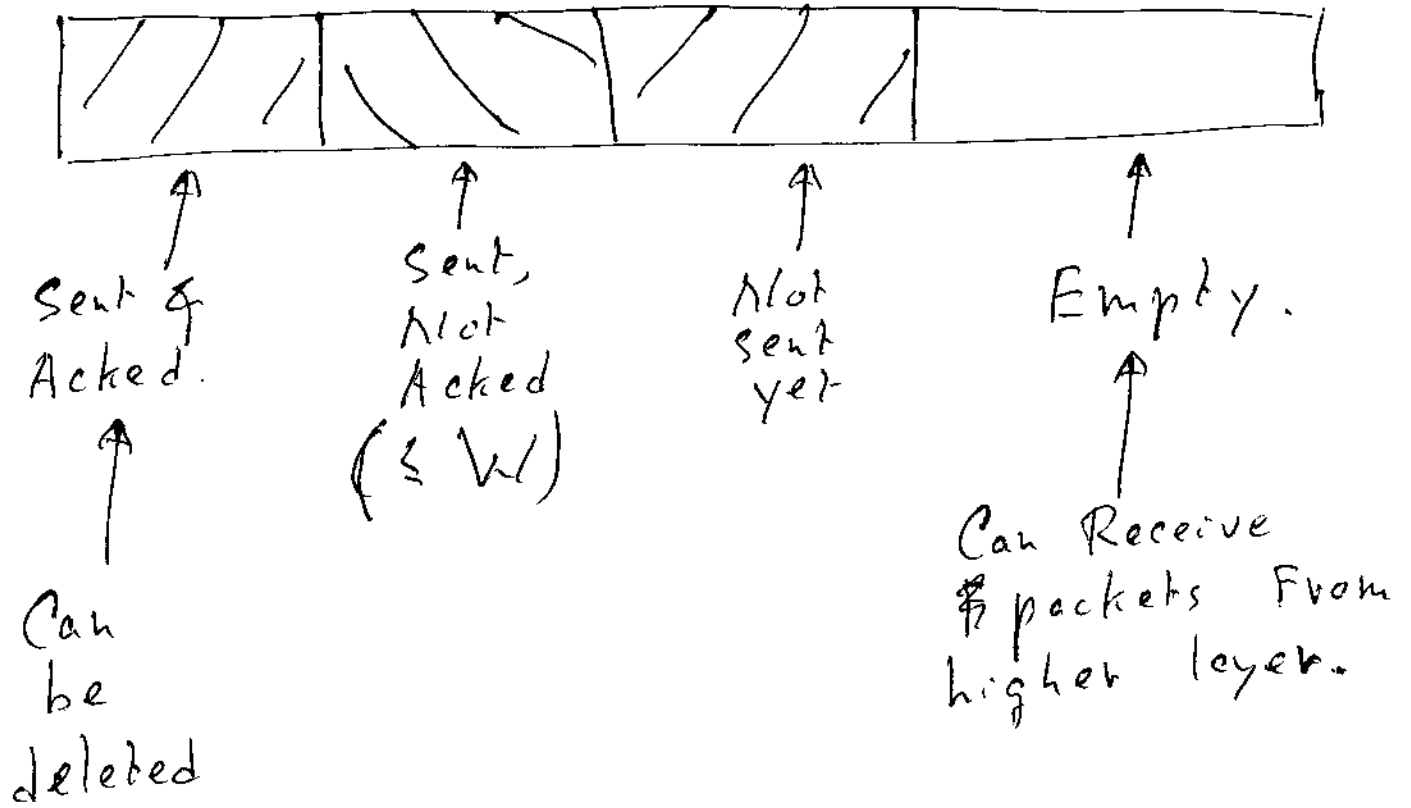 Sent &
Acked.
Sent,
Not
Acked
(≤ W)
Not
sent
yet
Empty.
Can
be
deleted
Can Receive
packets From
higher layer.